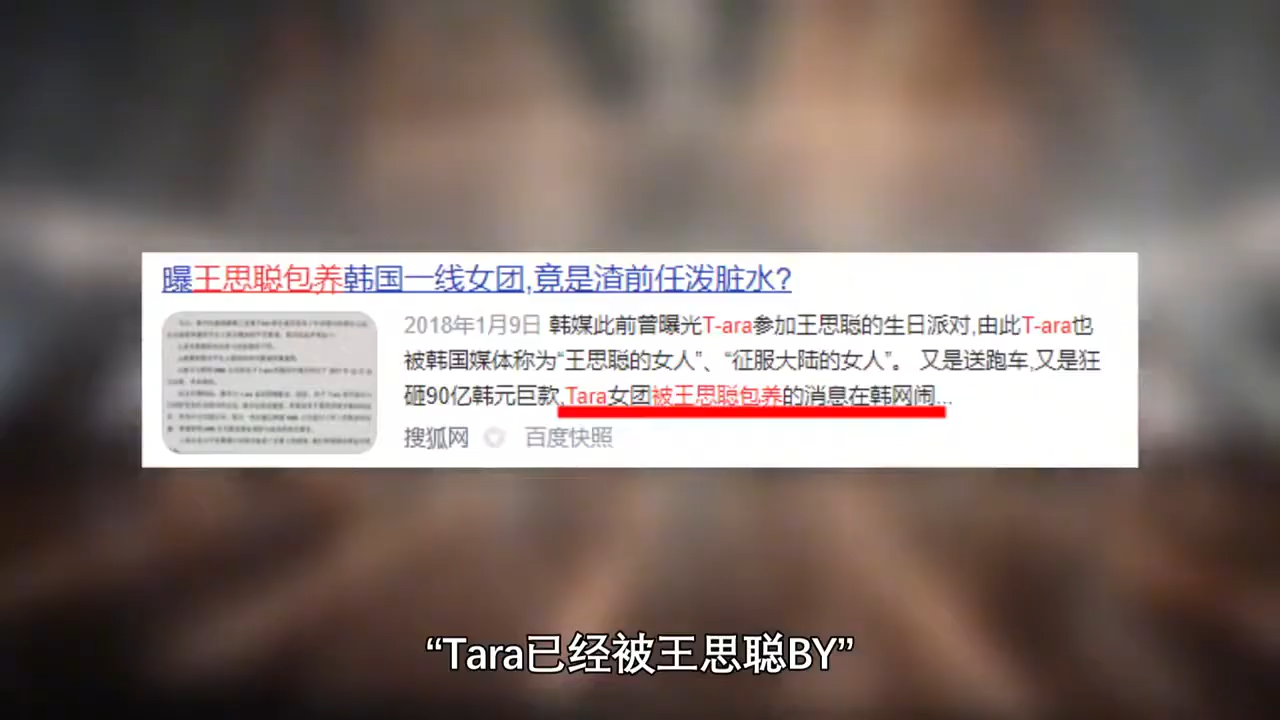 曝王思聪包养韩国一线女团,竟是渣前任泼脏水?
2018年1月9日 韩媒此前曾曝光T-ara参加王思聪的生日派对,由此T-ara也
被韩国媒体称为“王思聪的女人”、“征服大陆的女人”。 又是送跑车,又是狂
砸90亿韩元巨款,Tara女团被王思聪包养的消息在韩网闹...
搜狐网 百度快照
“Tara已经被王思聪BY”